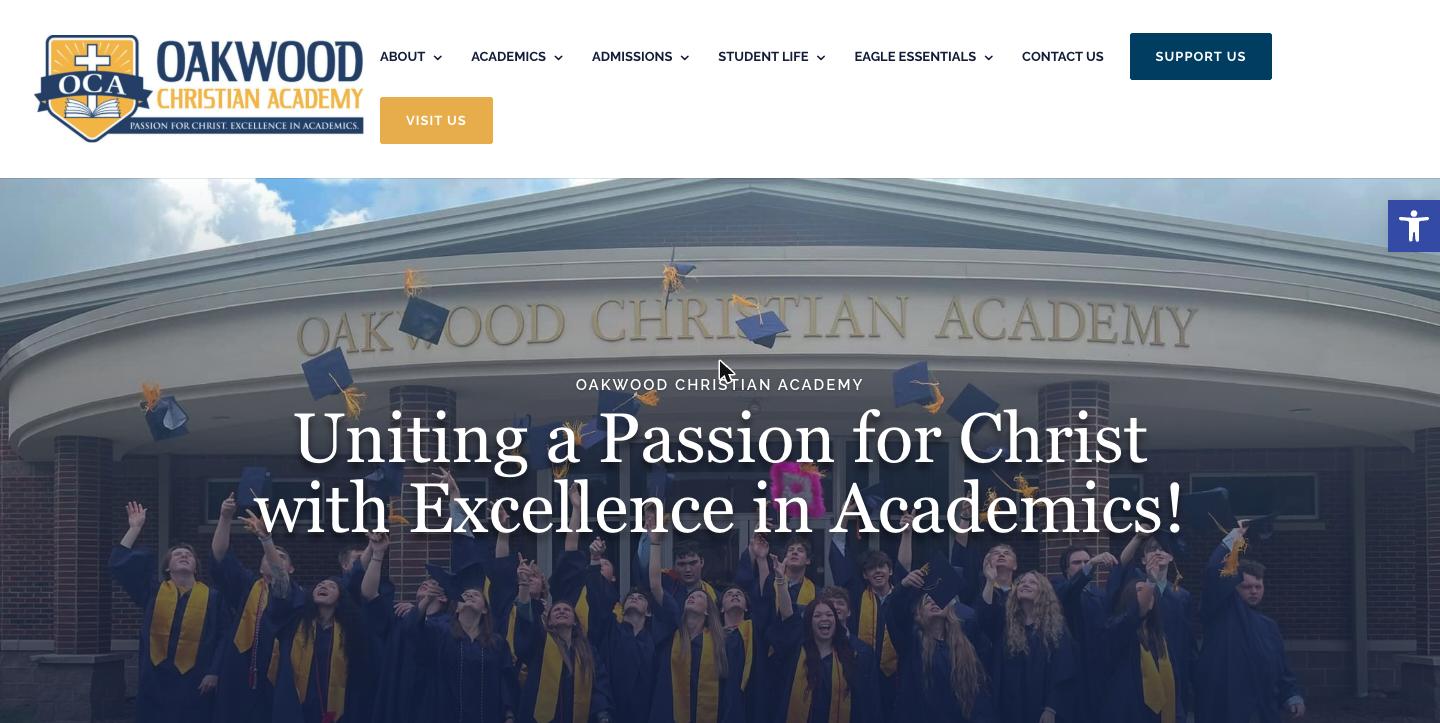 OCA
OAKWOOD
CHRISTIAN ACADEMY
PASSION FOR CHRIST. EXCELLENCE IN ACADEMICS.
ABOUT
ACADEMICS
ADMISSIONS
STUDENT LIFE
EAGLE ESSENTIALS
CONTACT US
SUPPORT US
VISIT US
OAKWOOD CHRISTIAN ACADEMY
OAKWOOD CHRISTIAN ACADEMY
Uniting a Passion for Christ
with Excellence in Academics!